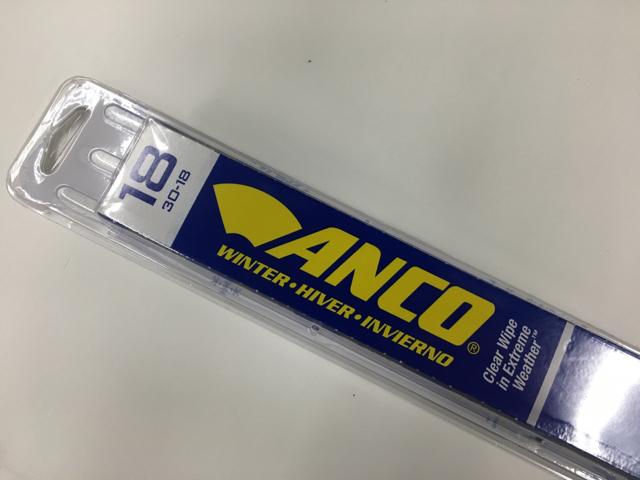 18
30-18
ANCO®
WINTER • HIVER • INVIERNO
Clear Wipe
in Extreme
Weather™